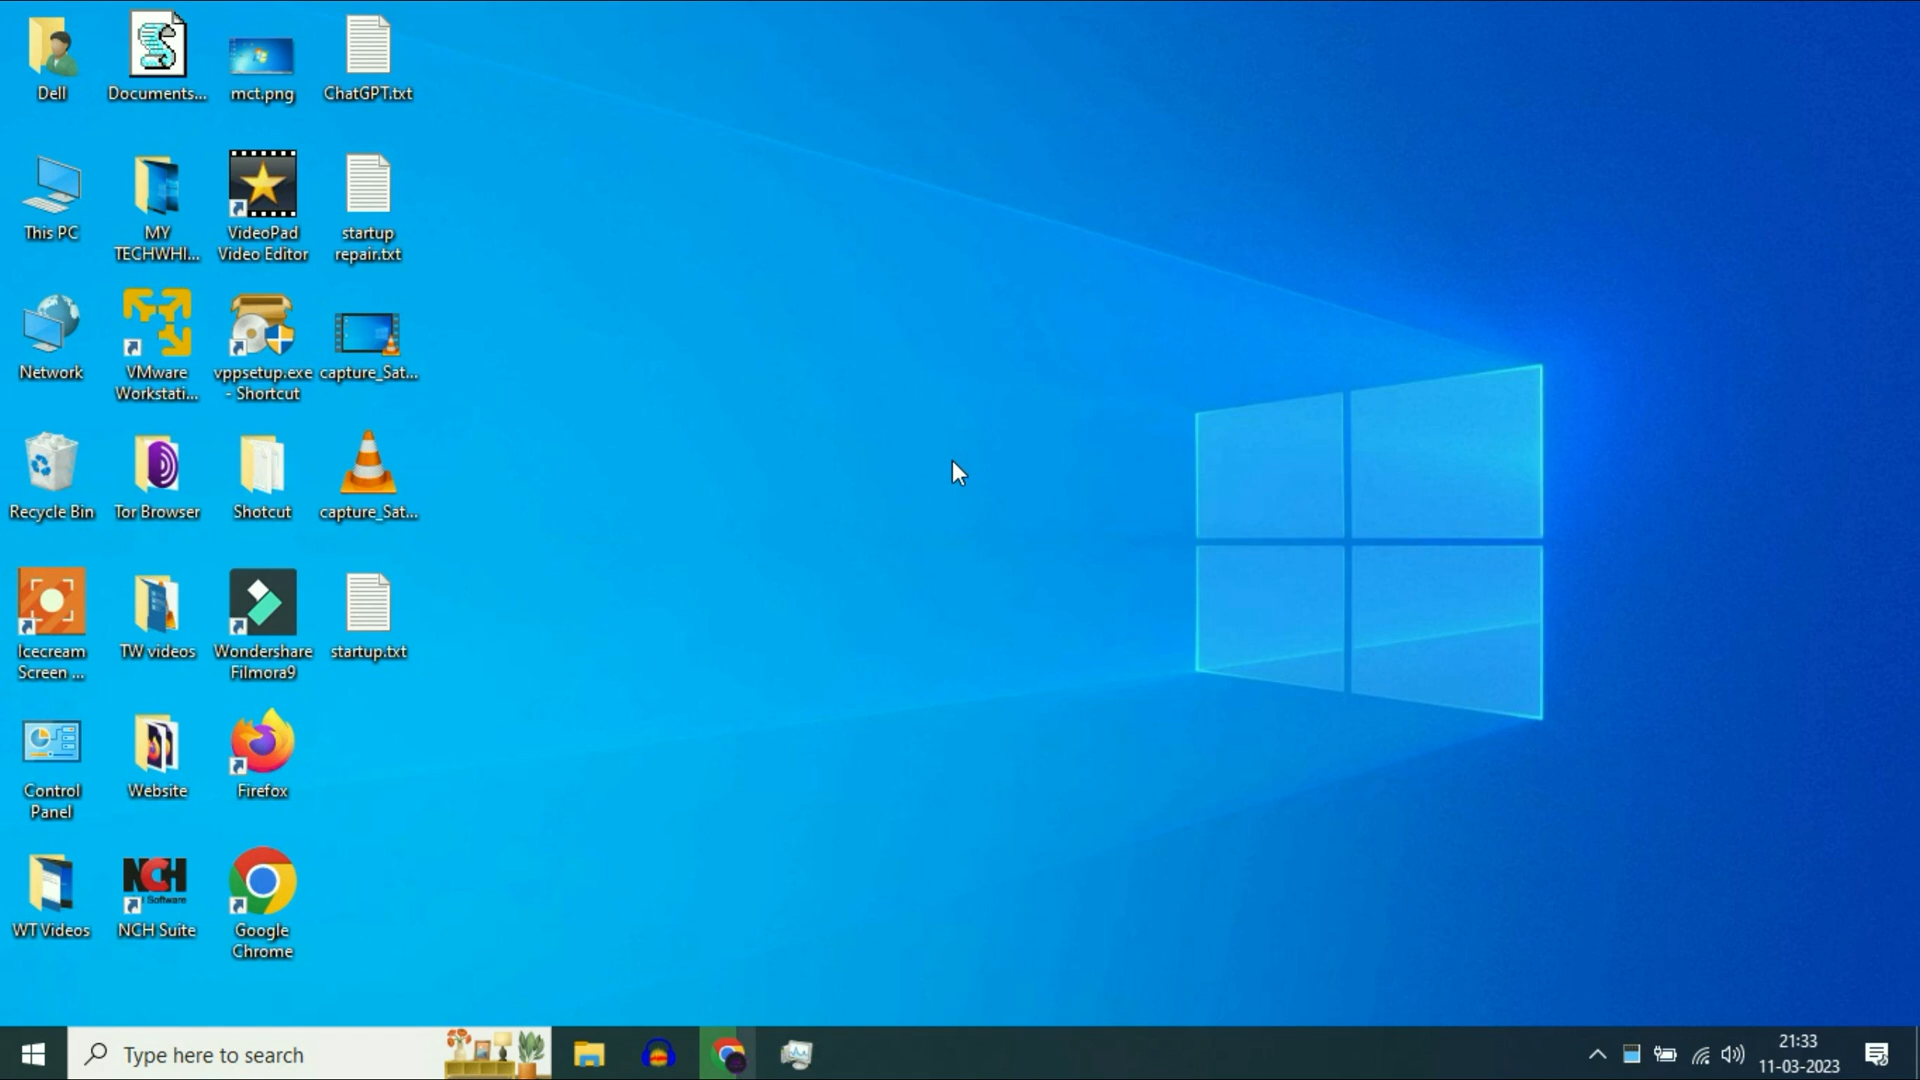 Dell
Documents...
mct.png
ChatGPT.txt
This PC
MY
TECHWHI...
VideoPad
Video Editor
startup
repair.txt
Network
VMware
Workstati...
vppsetup.exe
- Shortcut
capture_Sat...
Recycle Bin
Tor Browser
Shotcut
capture_Sat...
Icecream
Screen ...
TW videos
Wondershare
Filmora9
startup.txt
Control
Panel
Website
Firefox
WT Videos
NCH
Software
NCH Suite
Google
Chrome
Type here to search
21:33
11-03-2023